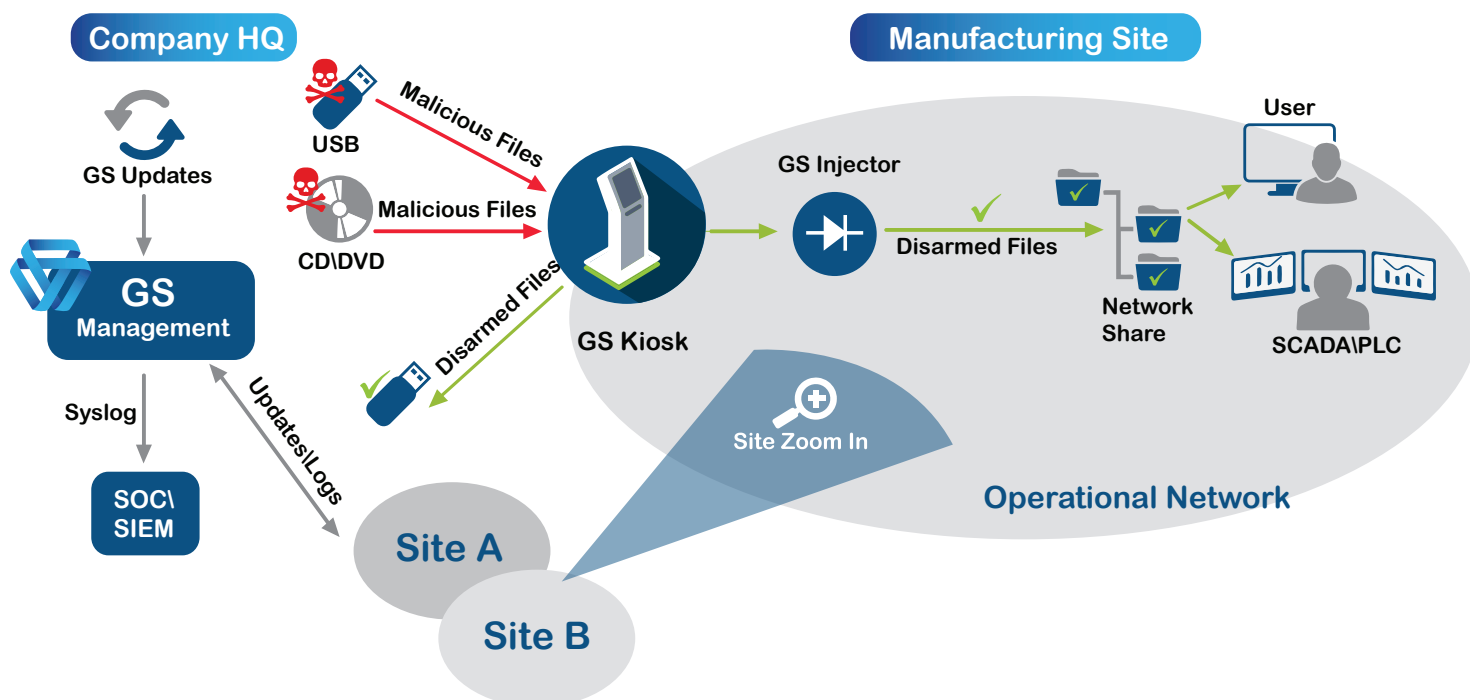 Company HQ
Manufacturing Site
GS Updates
GS
Management
Syslog
SOC\
SIEM
Updates\Logs
USB
Malicious Files
CD\DVD
Malicious Files
Disarmed Files
GS Kiosk
GS Injector
Disarmed Files
Network
Share
User
SCADA\PLC
Site Zoom In
Operational Network
Site A
Site B